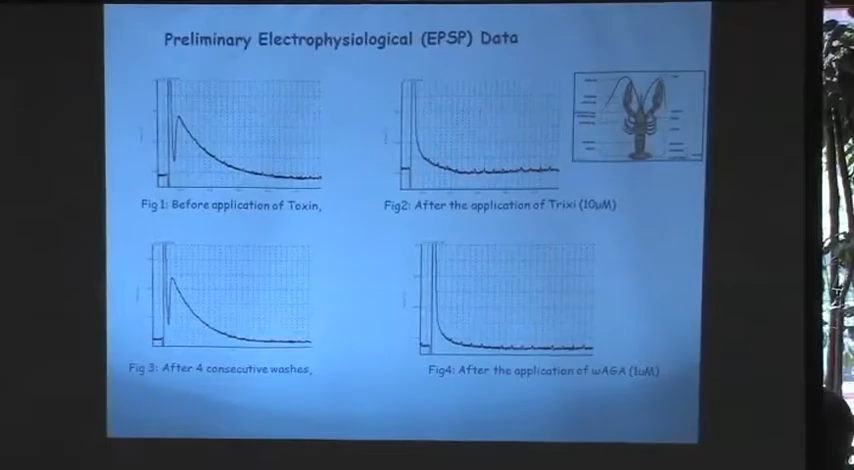 Preliminary Electrophysiological (EPSP) Data
Fig 1: Before application of Toxin,
Fig2: After the application of Trixi (10µM)
Fig 3: After 4 consecutive washes,
Fig4: After the application of ωAGA (1uM)